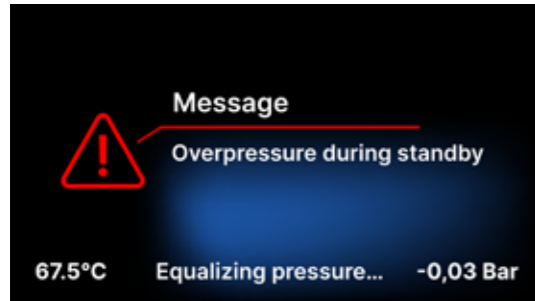 Message
Overpressure during standby
67.5°C Equalizing pressure... -0,03 Bar